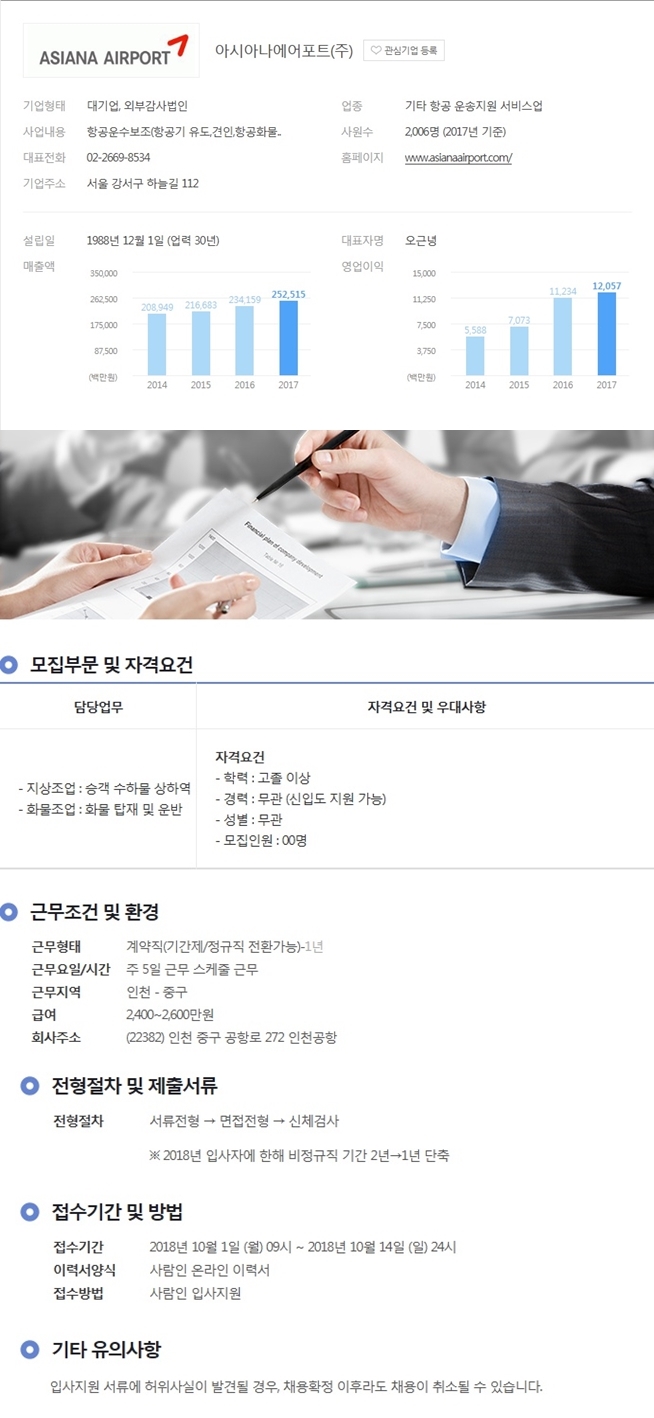 ASIANA AIRPORT
아시아나에어포트(주)
♡ 관심기업 등록
기업형태 대기업, 외부감사법인
업종 기타 항공 운송지원 서비스업
사업내용 항공운수보조(항공기 유도,견인,항공화물..
사원수 2,006명 (2017년 기준)
대표전화 02-2669-8534
홈페이지 www.asianaairport.com/
기업주소 서울 강서구 하늘길 112
설립일 1988년 12월 1일 (업력 30년)
대표자명 오근녕
매출액
350,000
262,500
175,000
87,500
(백만원)
208,949 216,683 234,159 252,515
2014 2015 2016 2017
영업이익
15,000
11,250
7,500
3,750
(백만원)
5,588 7,073 11,234 12,057
2014 2015 2016 2017
Financial plan of company development
모집부문 및 자격요건
담당업무
자격요건 및 우대사항
- 지상조업 : 승객 수하물 상하역
- 화물조업 : 화물 탑재 및 운반
자격요건
- 학력 : 고졸 이상
- 경력 : 무관 (신입도 지원 가능)
- 성별 : 무관
- 모집인원 : 00명
근무조건 및 환경
근무형태 계약직(기간제/정규직 전환가능)-1년
근무요일/시간 주 5일 근무 스케줄 근무
근무지역 인천 - 중구
급여 2,400~2,600만원
회사주소 (22382) 인천 중구 공항로 272 인천공항
전형절차 및 제출서류
전형절차 서류전형 → 면접전형 → 신체검사
※ 2018년 입사자에 한해 비정규직 기간 2년→1년 단축
접수기간 및 방법
접수기간 2018년 10월 1일 (월) 09시 ~ 2018년 10월 14일 (일) 24시
이력서양식 사람인 온라인 이력서
접수방법 사람인 입사지원
기타 유의사항
입사지원 서류에 허위사실이 발견될 경우, 채용확정 이후라도 채용이 취소될 수 있습니다.